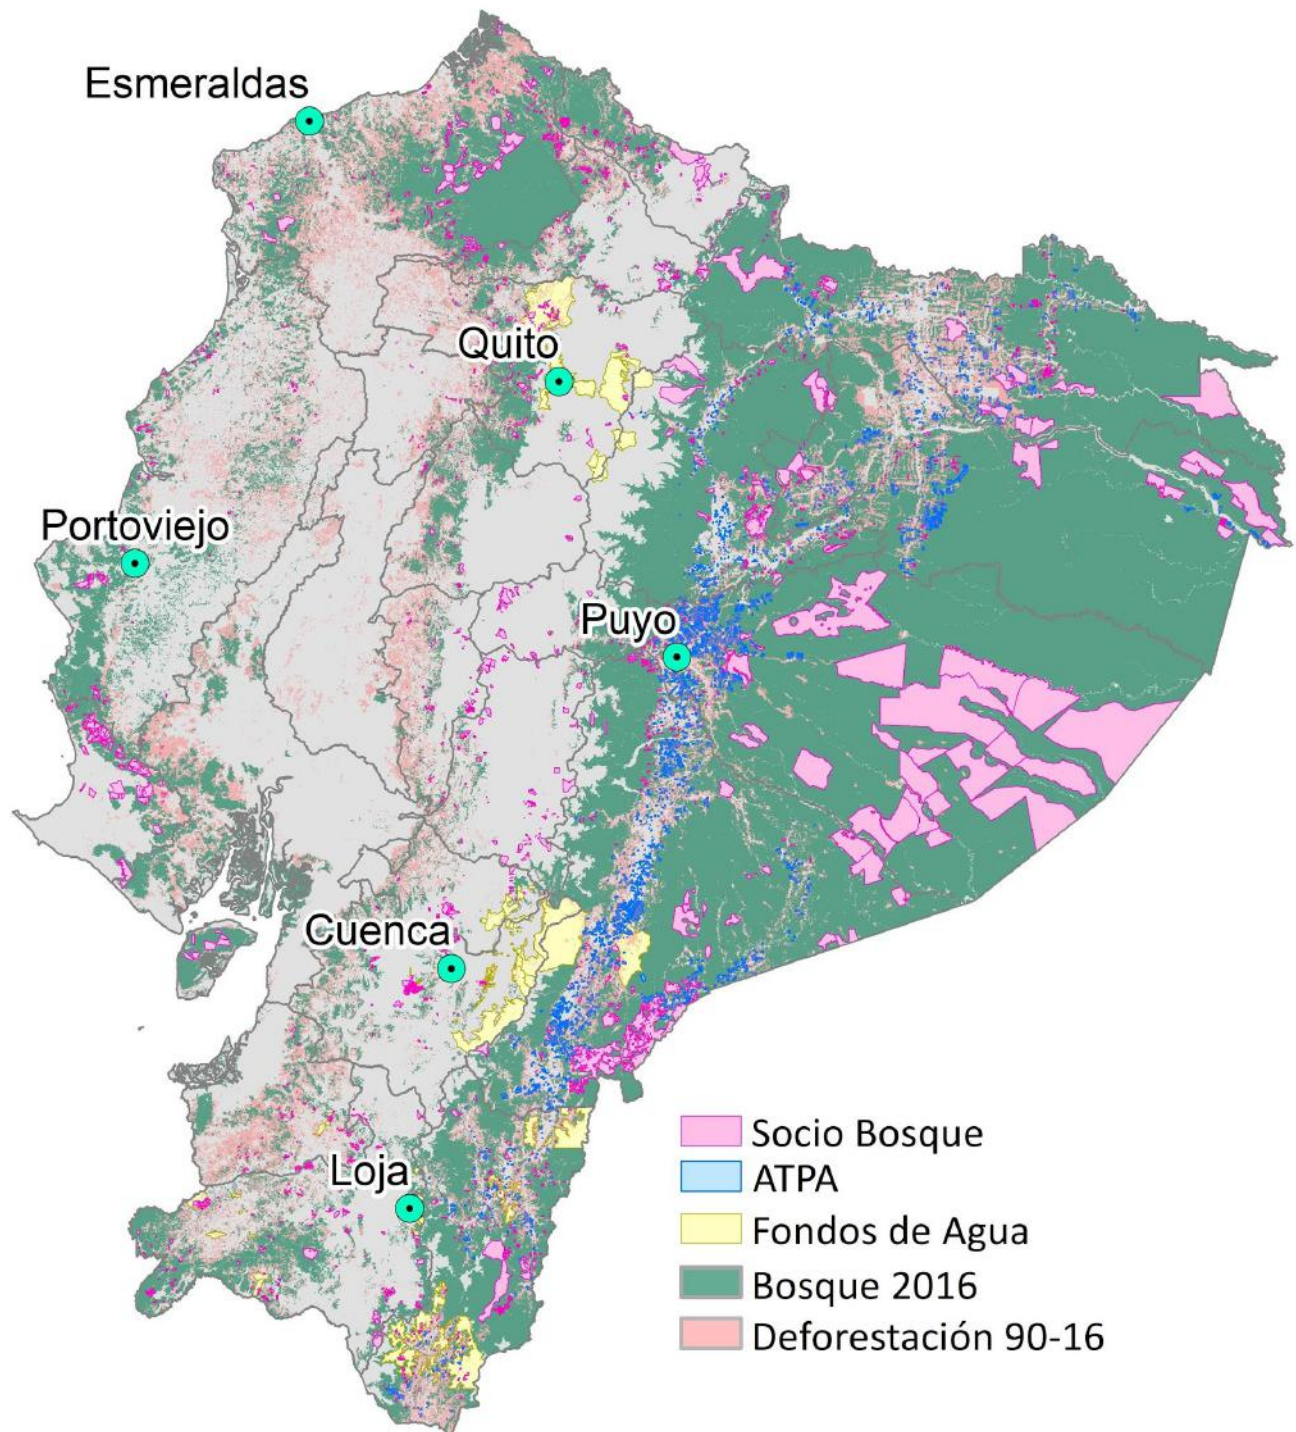 Esmeraldas
Quito
Portoviejo
Puyo
Cuenca
Loja
Socio Bosque
ATPA
Fondos de Agua
Bosque 2016
Deforestación 90-16